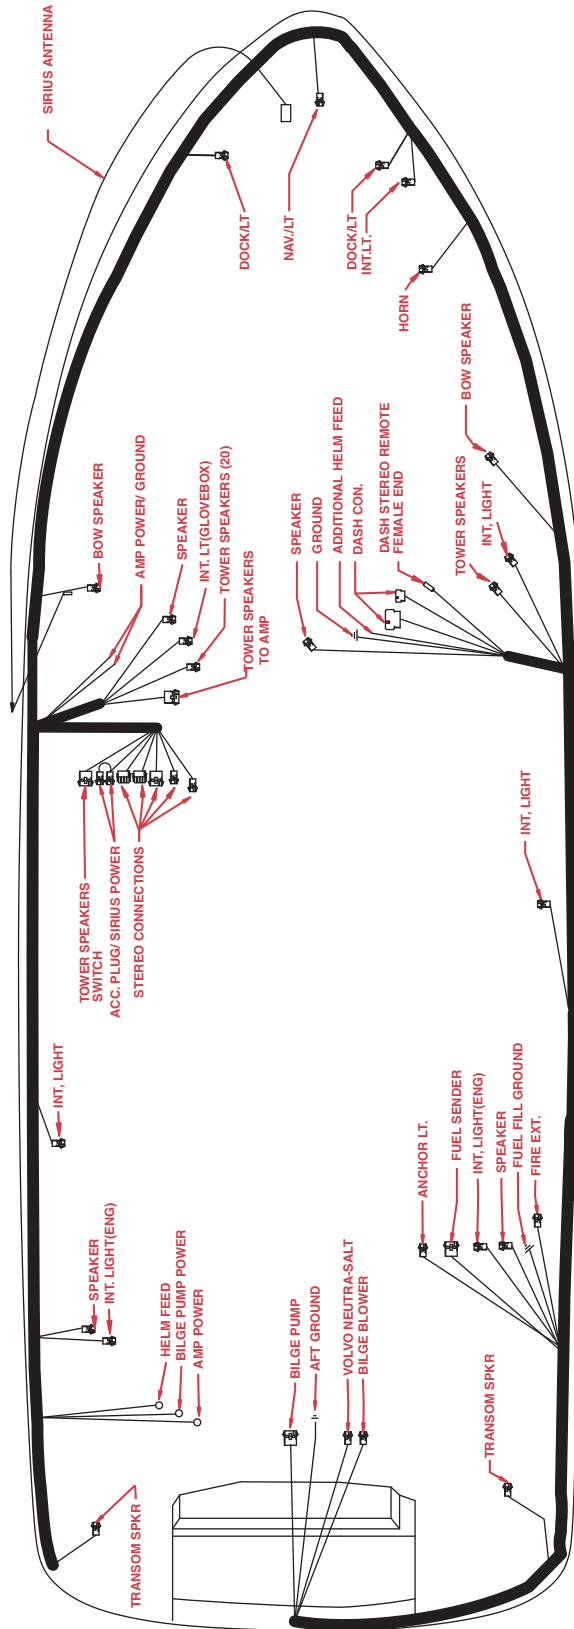 SIRIUS ANTENNA
DOCK/LT
NAV./LT
DOCK/LT
INT.LT.
HORN
BOW SPEAKER
AMP POWER/ GROUND
SPEAKER
INT. LT(GLOVEBOX)
TOWER SPEAKERS (20)
TOWER SPEAKERS
TO AMP
SPEAKER
GROUND
ADDITIONAL HELM FEED
DASH CON.
DASH STEREO REMOTE
FEMALE END
TOWER SPEAKERS
INT, LIGHT
BOW SPEAKER
TOWER SPEAKERS
SWITCH
ACC. PLUG/ SIRIUS POWER
STEREO CONNECTIONS
INT, LIGHT
INT, LIGHT
SPEAKER
INT. LIGHT(ENG)
HELM FEED
BILGE PUMP POWER
AMP POWER
BILGE PUMP
AFT GROUND
VOLVO NEUTRA-SALT
BILGE BLOWER
ANCHOR LT.
FUEL SENDER
INT, LIGHT(ENG)
SPEAKER
FUEL FILL GROUND
FIRE EXT.
TRANSOM SPKR
TRANSOM SPKR